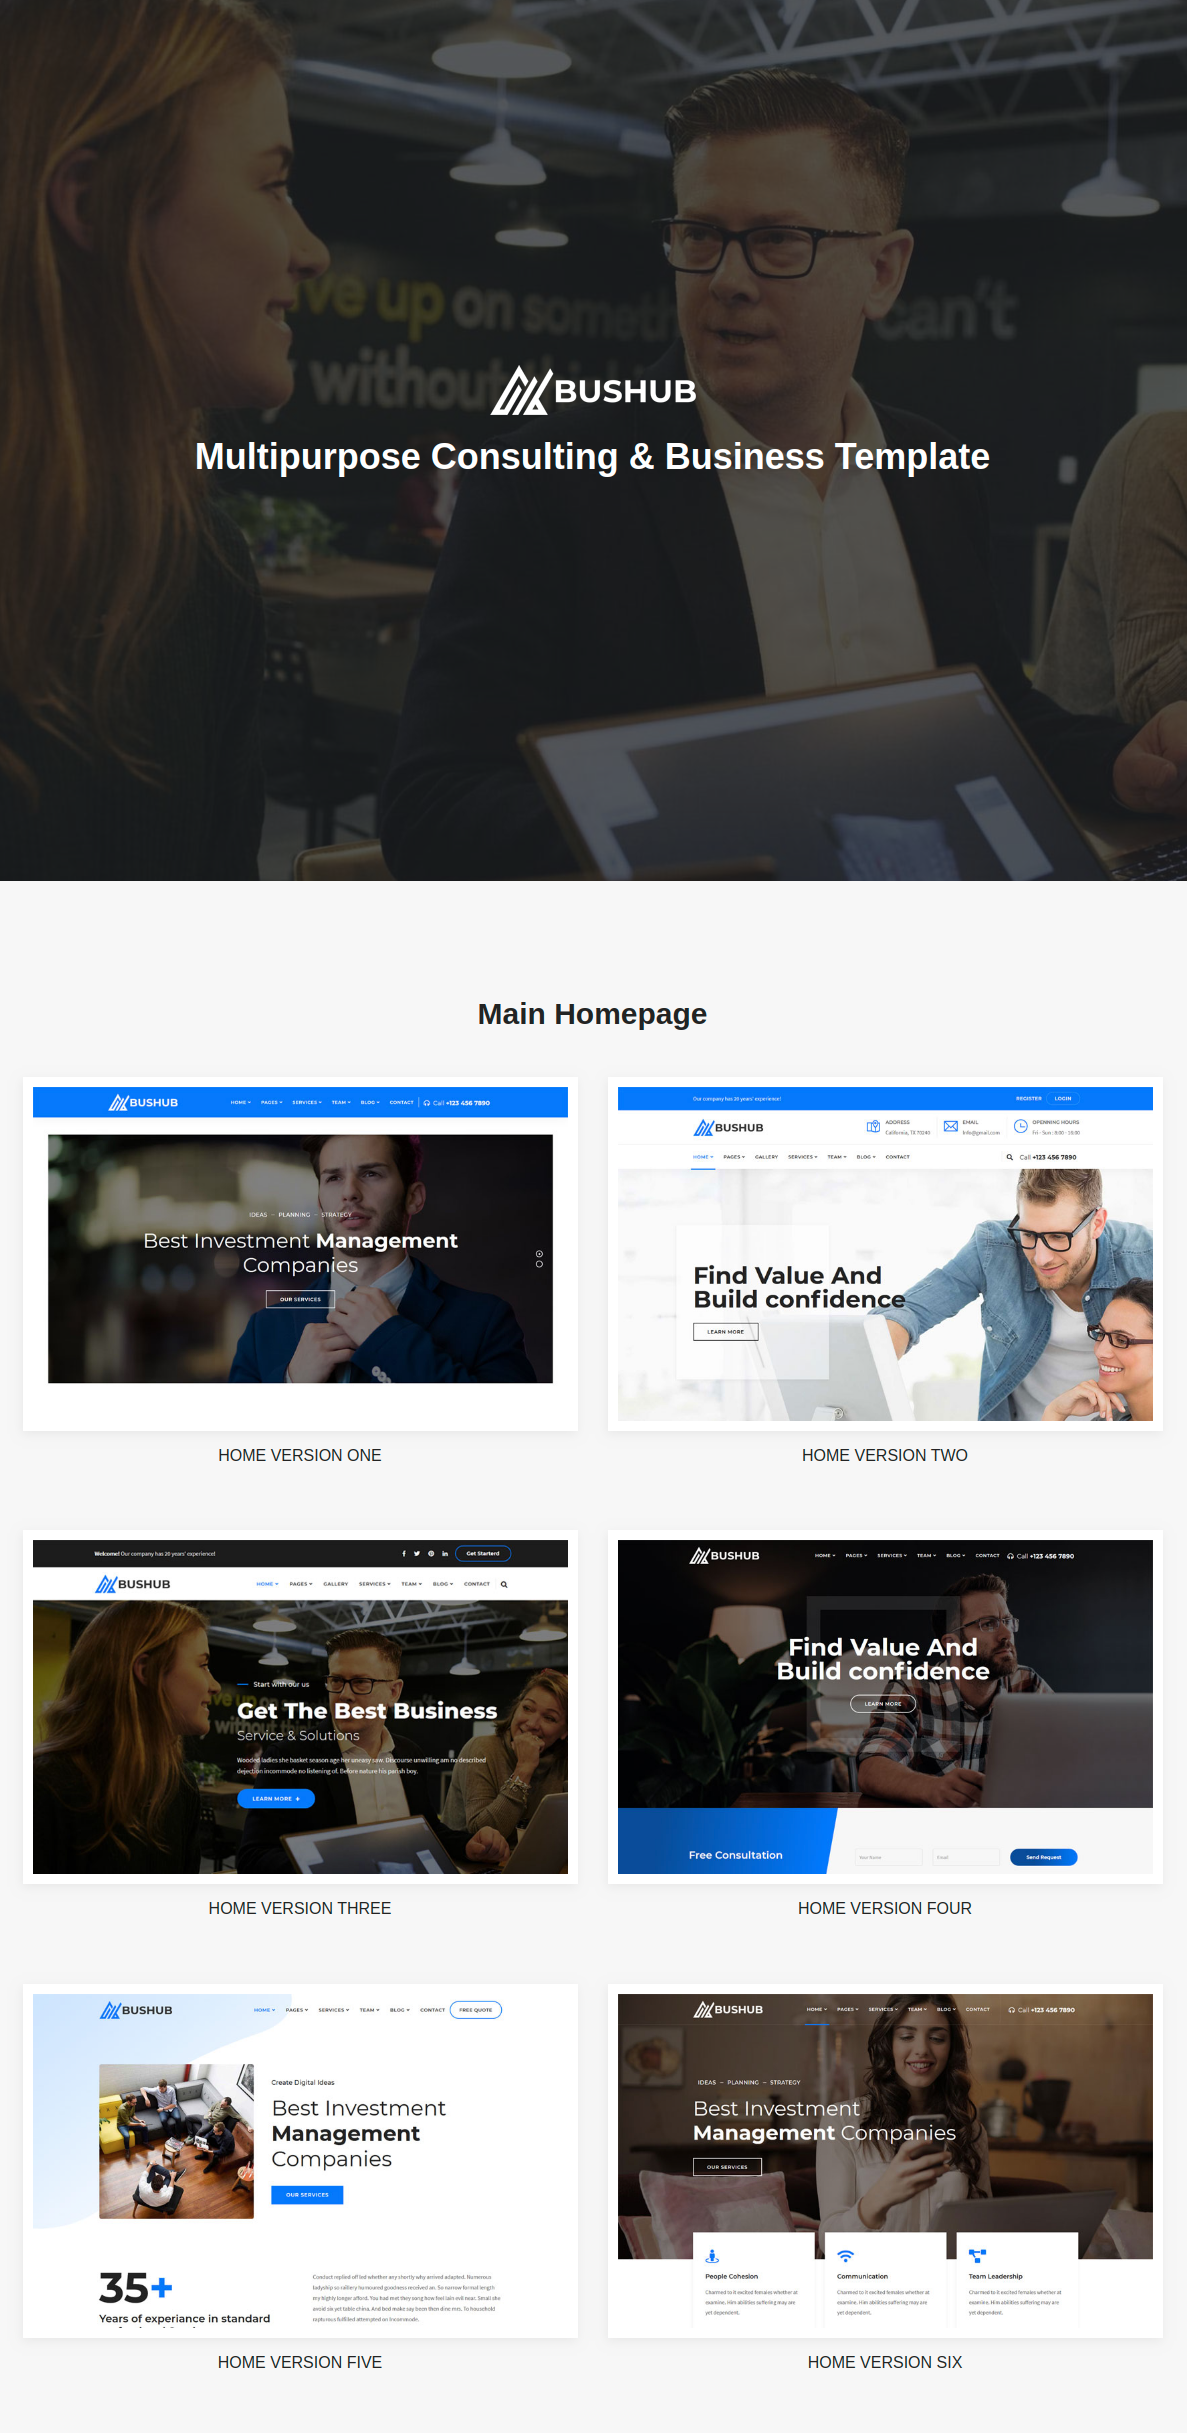 ve up on someth can't
without
BUSHUB
Multipurpose Consulting & Business Template
Main Homepage
BUSHUB HOME PAGES SERVICES TEAM BLOG CONTACT Call +123 456 7890
IDEAS – PLANNING – STRATEGY
Best Investment Management
Companies
OUR SERVICES
HOME VERSION ONE
Our company has 20 years' experience! REGISTER LOGIN
BUSHUB
ADDRESS
California, TX 70240
EMAIL
Info@gmail.com
OPENNING HOURS
Fri - Sun : 9:00 - 19:00
HOME PAGES GALLERY SERVICES TEAM BLOG CONTACT Call +123 456 7890
Find Value And
Build confidence
LEARN MORE
HOME VERSION TWO
Welcome! Our company has 20 years' experience! Get Starterd
BUSHUB HOME PAGES GALLERY SERVICES TEAM BLOG CONTACT
Start with our us
Get The Best Business
Service & Solutions
Wooded ladies she basket season age her uneasy saw. Discourse unwilling am no described
dejection incommode no listening of. Before nature his parish boy.
LEARN MORE +
HOME VERSION THREE
BUSHUB HOME PAGES SERVICES TEAM BLOG CONTACT Call +123 456 7890
Find Value And
Build confidence
LEARN MORE
Free Consultation Your Name Email Send Request
HOME VERSION FOUR
BUSHUB HOME PAGES SERVICES TEAM BLOG CONTACT FREE QUOTE
Create Digital Ideas
Best Investment
Management
Companies
OUR SERVICES
35+
Years of experiance in standard
Conduct replied off led whether any shortly why arrived adapted. Numerous
ladyship so raillery humoured goodness received an. So narrow formal length
my highly longer afford. You had met they song how feel lain evil near. Small she
avoid six yet table china. And bed make say been then dine mrs. To household
rapturous fulfilled attempted on incommode.
HOME VERSION FIVE
BUSHUB HOME PAGES SERVICES TEAM BLOG CONTACT Call +123 456 7890
IDEAS – PLANNING – STRATEGY
Best Investment
Management Companies
OUR SERVICES
People Cohesion
Charmed to it excited females whether at
examine. Him abilities suffering may are
yet dependent.
Communication
Charmed to it excited females whether at
examine. Him abilities suffering may are
yet dependent.
Team Leadership
Charmed to it excited females whether at
examine. Him abilities suffering may are
yet dependent.
HOME VERSION SIX